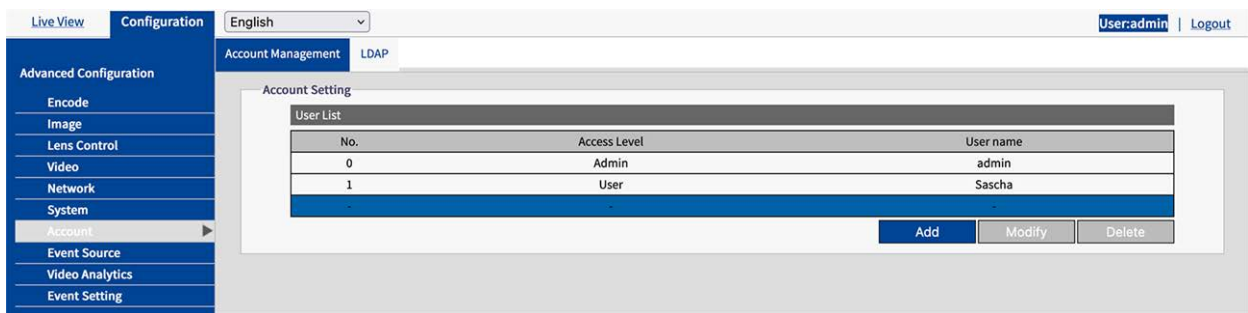 Live View Configuration English User:admin | Logout
Account Management LDAP
Advanced Configuration
Account Setting
Encode
User List
Image
Lens Control
No. Access Level User name
Video
0 Admin admin
Network
1 User Sascha
System
- - -
Account
Add Modify Delete
Event Source
Video Analytics
Event Setting